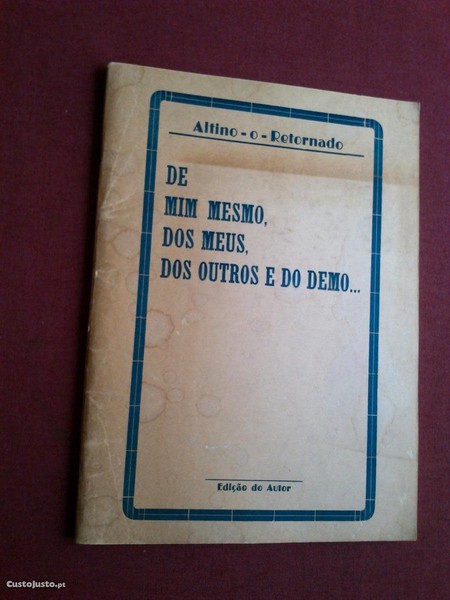 Altino - o - Retornado
DE
MIM MESMO,
DOS MEUS,
DOS OUTROS E DO DEMO...
Edição do Autor
CustoJusto.pt